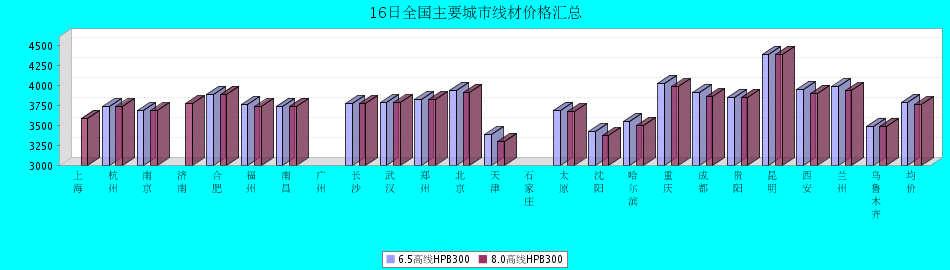 16日全国主要城市线材价格汇总
4500
4250
4000
3750
3500
3250
3000
上海
杭州
南京
济南
合肥
福州
南昌
广州
长沙
武汉
郑州
北京
天津
石家庄
太原
沈阳
哈尔滨
重庆
成都
贵阳
昆明
西安
兰州
乌鲁木齐
均价
6.5高线HPB300 8.0高线HPB300